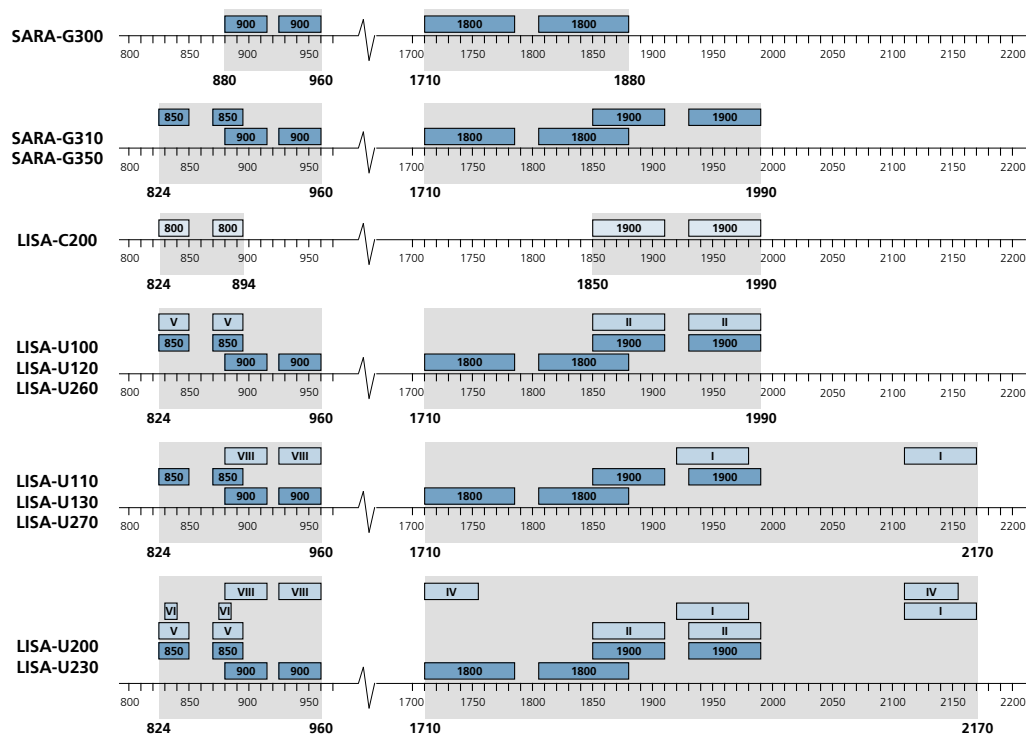 900 900 1800 1800
SARA-G300
800 850 900 950 1700 1750 1800 1850 1900 1950 2000 2050 2100 2150 2200
880 960 1710 1880
850 850 1900 1900
SARA-G310
900 900 1800 1800
SARA-G350
800 850 900 950 1700 1750 1800 1850 1900 1950 2000 2050 2100 2150 2200
824 960 1710 1990
800 800 1900 1900
LISA-C200
800 850 900 950 1700 1750 1800 1850 1900 1950 2000 2050 2100 2150 2200
824 894 1850 1990
V V II II
LISA-U100
850 850 1900 1900
LISA-U120
900 900 1800 1800
LISA-U260
800 850 900 950 1700 1750 1800 1850 1900 1950 2000 2050 2100 2150 2200
824 960 1710 1990
VIII VIII I I
LISA-U110
850 850 1900 1900
LISA-U130
900 900 1800 1800
LISA-U270
800 850 900 950 1700 1750 1800 1850 1900 1950 2000 2050 2100 2150 2200
824 960 1710 2170
VIII VIII IV IV
VI VI I I
V V II II
LISA-U200
850 850 1900 1900
LISA-U230
900 900 1800 1800
800 850 900 950 1700 1750 1800 1850 1900 1950 2000 2050 2100 2150 2200
824 960 1710 2170